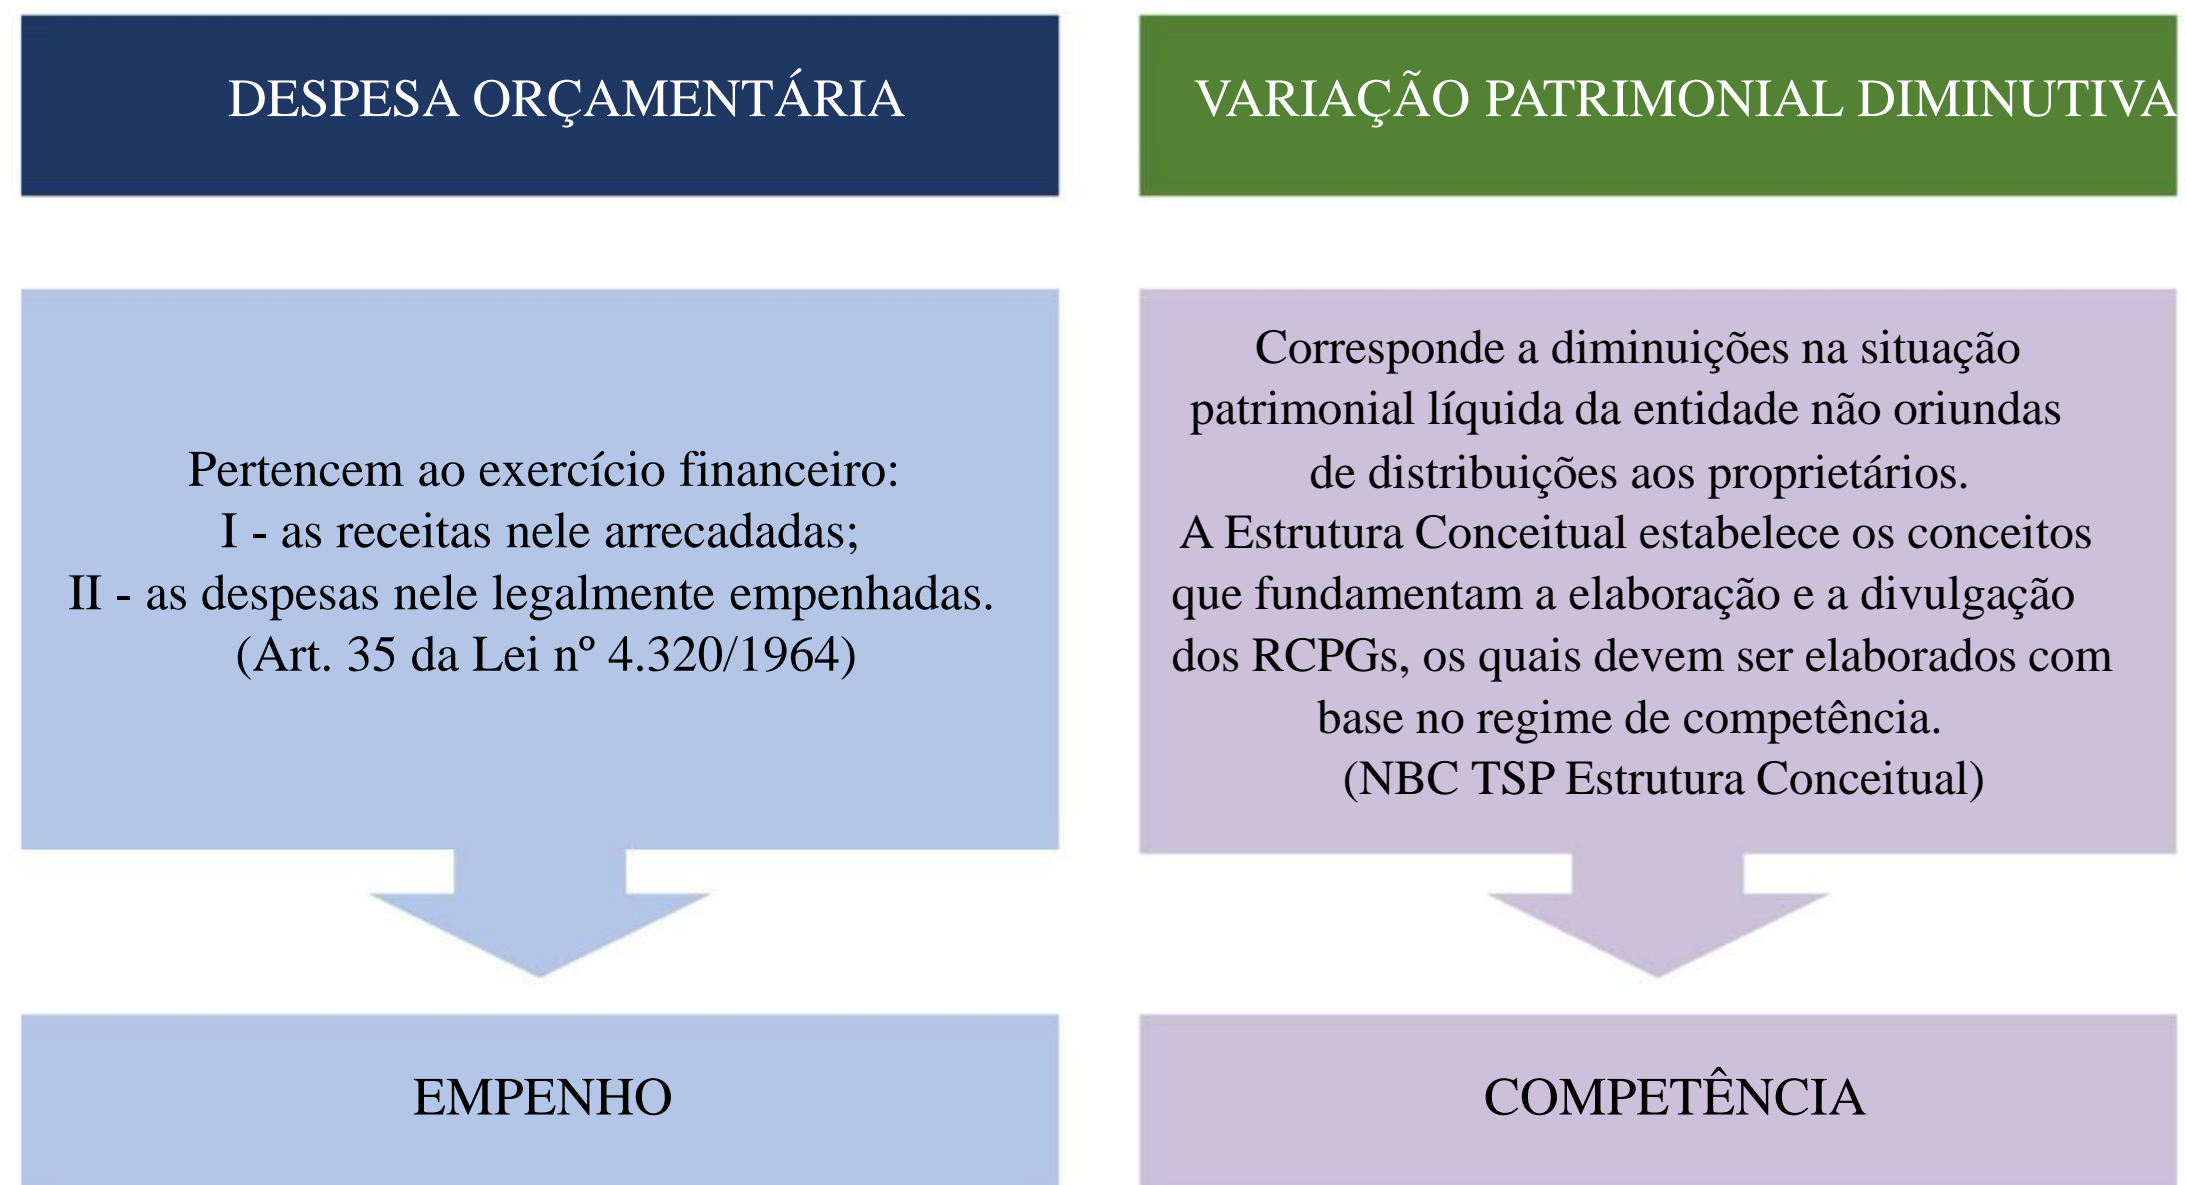 DESPESA ORÇAMENTÁRIA
Pertencem ao exercício financeiro:
I - as receitas nele arrecadadas;
II - as despesas nele legalmente empenhadas.
(Art. 35 da Lei nº 4.320/1964)
EMPENHO
VARIAÇÃO PATRIMONIAL DIMINUTIVA
Corresponde a diminuições na situação
patrimonial líquida da entidade não oriundas
de distribuições aos proprietários.
A Estrutura Conceitual estabelece os conceitos
que fundamentam a elaboração e a divulgação
dos RCPGs, os quais devem ser elaborados com
base no regime de competência.
(NBC TSP Estrutura Conceitual)
COMPETÊNCIA